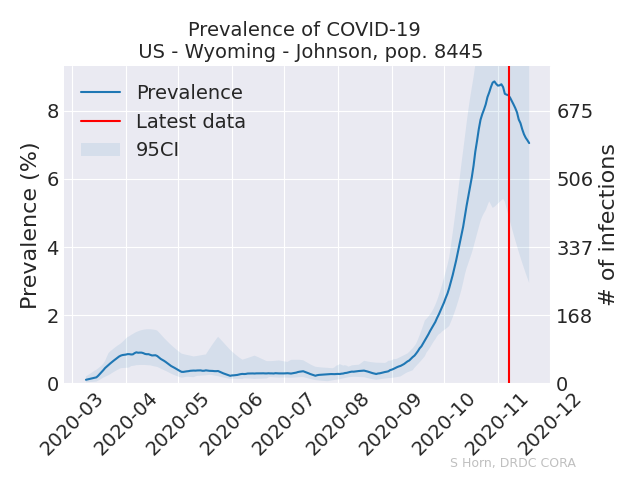 Prevalence of COVID-19
US - Wyoming - Johnson, pop. 8445
Prevalence
Latest data
95CI
Prevalence (%)
8
6
4
2
0
675
506
337
168
0
# of infections
2020-03
2020-04
2020-05
2020-06
2020-07
2020-08
2020-09
2020-10
2020-11
2020-12
S Horn, DRDC CORA